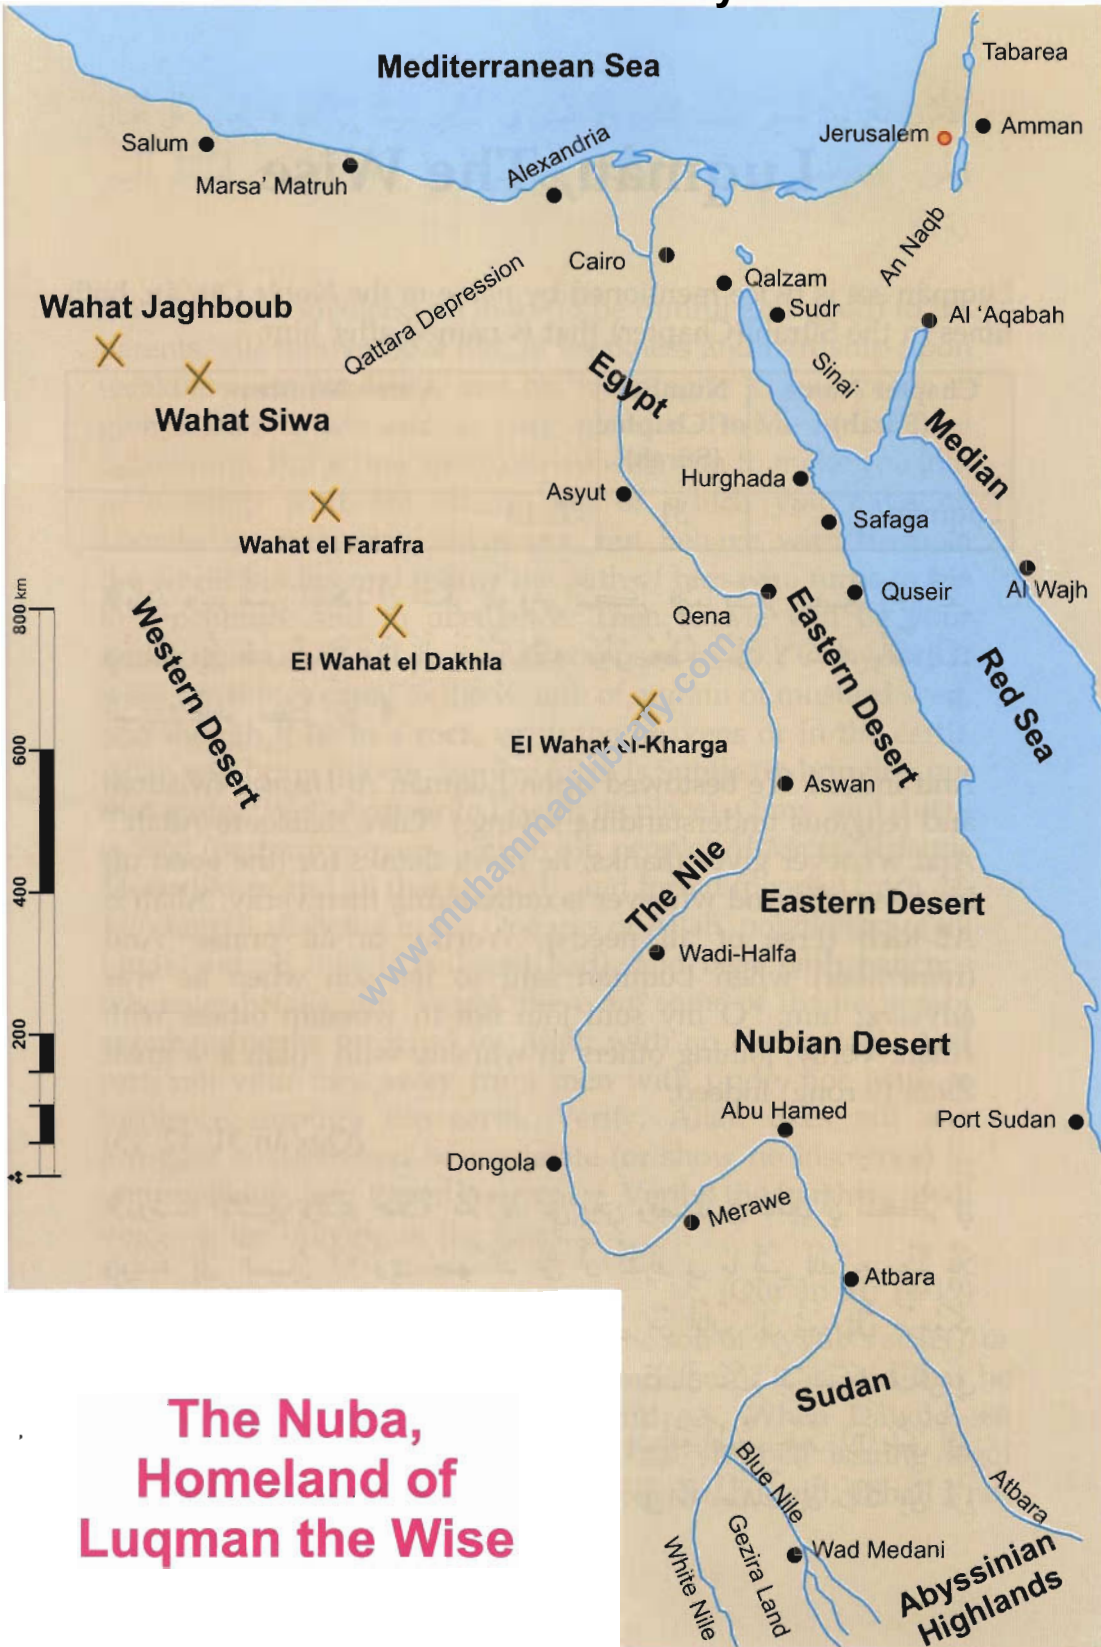 Mediterranean Sea
Tabarea
Salum
Marsa' Matruh
Alexandria
Jerusalem
Amman
Cairo
An Naqb
Qattara Depression
Qalzam
Sudr
Al 'Aqabah
Wahat Jaghboub
Wahat Siwa
Egypt
Sinai
Median
Asyut
Hurghada
Safaga
Wahat el Farafra
Qena
Quseir
Al Wajh
800 km
Western Desert
El Wahat el Dakhla
Eastern Desert
Red Sea
El Wahat al-Kharga
600
Aswan
The Nile
400
Eastern Desert
Wadi-Halfa
www.muhammadilibrary.com
200
Nubian Desert
Abu Hamed
Port Sudan
Dongola
Merawe
Atbara
Sudan
The Nuba,
Homeland of
Luqman the Wise
Blue Nile
Atbara
Gezira Land
Wad Medani
White Nile
Abyssinian
Highlands